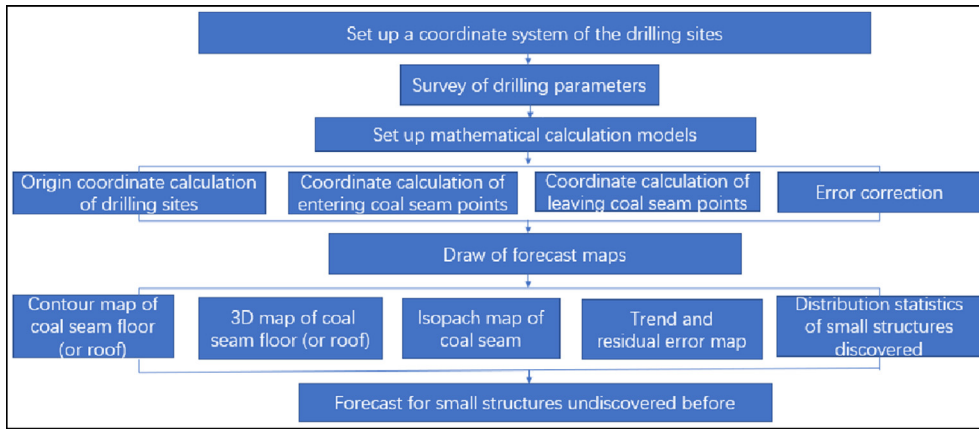 Set up a coordinate system of the drilling sites
Survey of drilling parameters
Set up mathematical calculation models
Origin coordinate calculation
of drilling sites
Coordinate calculation of
entering coal seam points
Coordinate calculation of
leaving coal seam points
Error correction
Draw of forecast maps
Contour map of
coal seam floor
(or roof)
3D map of coal
seam floor (or roof)
Isopach map of
coal seam
Trend and
residual error map
Distribution statistics
of small structures
discovered
Forecast for small structures undiscovered before